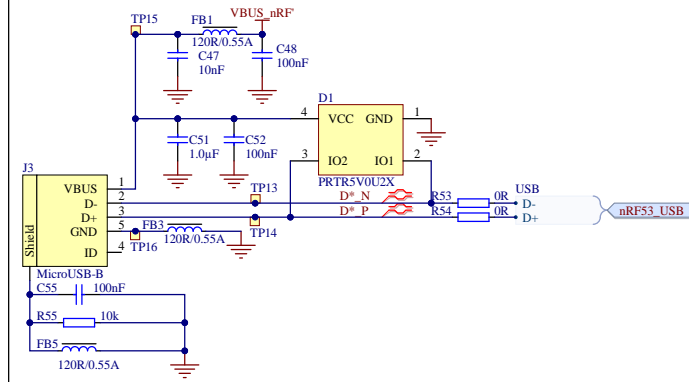 TP15
VBUS_nRF'
FB1
120R/0.55A
C47
10nF
C48
100nF
D1
4
VCC
GND
1
3
IO2
IO1
2
PRTR5V0U2X
C51
1.0µF
C52
100nF
J3
Shield
VBUS
1
D-
2
D+
3
GND
5
ID
4
MicroUSB-B
TP13
TP14
TP16
FB3
120R/0.55A
D*_N
D*_P
R53
0R
R54
0R
USB
D-
D+
nRF53_USB
C55
100nF
R55
10k
FB5
120R/0.55A